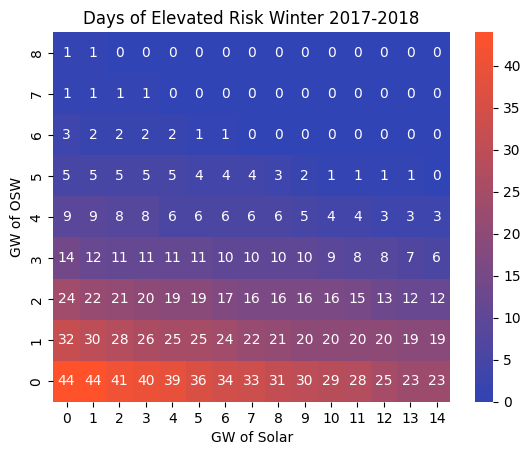 Days of Elevated Risk Winter 2017-2018
8 1 1 0 0 0 0 0 0 0 0 0 0 0 0 0
7 1 1 1 1 0 0 0 0 0 0 0 0 0 0 0
6 3 2 2 2 2 1 1 0 0 0 0 0 0 0 0
5 5 5 5 5 5 4 4 4 3 2 1 1 1 1 0
4 9 9 8 8 6 6 6 6 6 5 4 4 3 3 3
3 14 12 11 11 11 11 10 10 10 10 9 8 8 7 6
2 24 22 21 20 19 19 17 16 16 16 16 15 13 12 12
1 32 30 28 26 25 25 24 22 21 20 20 20 20 19 19
0 44 44 41 40 39 36 34 33 31 30 29 28 25 23 23
0 1 2 3 4 5 6 7 8 9 10 11 12 13 14
GW of Solar
GW of OSW
40
35
30
25
20
15
10
5
0